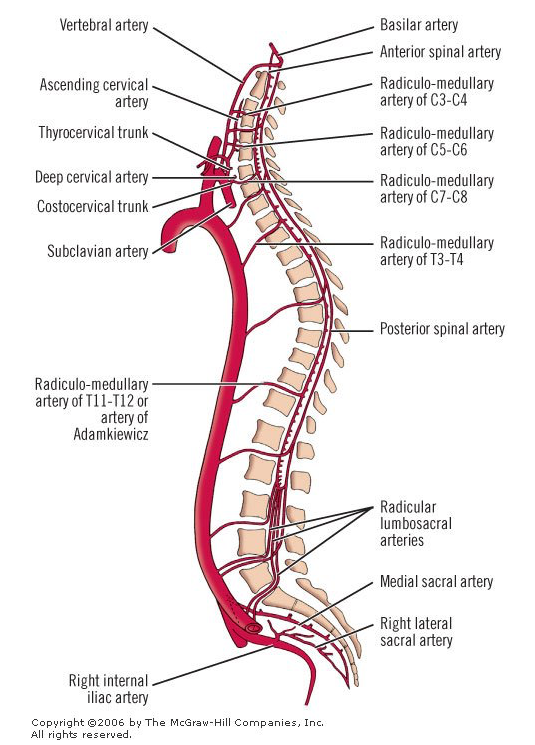 Vertebral artery
Ascending cervical
artery
Thyrocervical trunk
Deep cervical artery
Costocervical trunk
Subclavian artery
Radiculo-medullary
artery of T11-T12 or
artery of
Adamkiewicz
Right internal
iliac artery
Basilar artery
Anterior spinal artery
Radiculo-medullary
artery of C3-C4
Radiculo-medullary
artery of C5-C6
Radiculo-medullary
artery of C7-C8
Radiculo-medullary
artery of T3-T4
Posterior spinal artery
Radicular
lumbosacral
arteries
Medial sacral artery
Right lateral
sacral artery
Copyright ©2006 by The McGraw-Hill Companies, Inc.
All rights reserved.